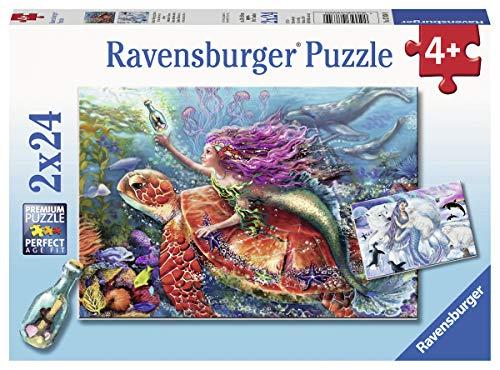 Ravensburger® Puzzle
4+
2x24
PREMIUM
PUZZLE
PERFECT
AGE FIT
Ravensburger